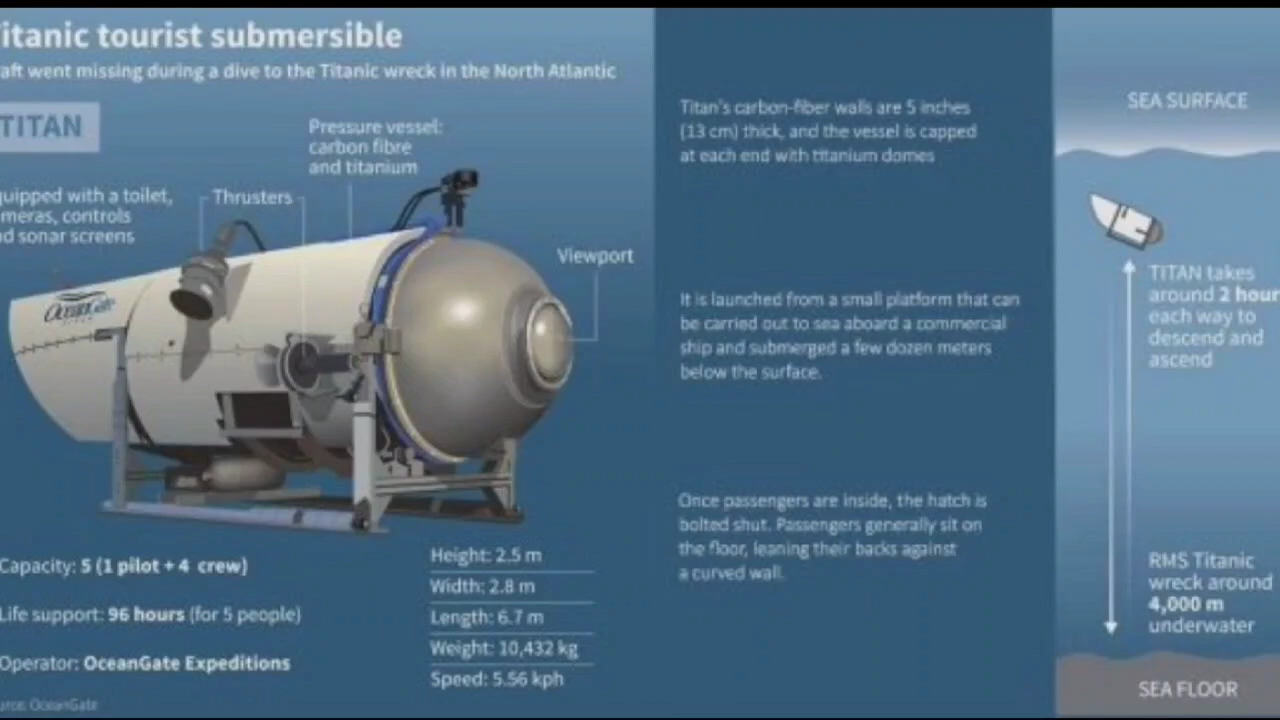 itanic tourist submersible
aft went missing during a dive to the Titanic wreck in the North Atlantic
TITAN
quipped with a toilet,
meras, controls
nd sonar screens
Thrusters
Pressure vessel:
carbon fibre
and titanium
Viewport
OceanGate
Capacity: 5 (1 pilot + 4 crew)
Life support: 96 hours (for 5 people)
Operator: OceanGate Expeditions
urce: OceanGate
Height: 2.5 m
Width: 2.8 m
Length: 6.7 m
Weight: 10,432 kg
Speed: 5.56 kph
Titan's carbon-fiber walls are 5 inches
(13 cm) thick, and the vessel is capped
at each end with titanium domes
It is launched from a small platform that can
be carried out to sea aboard a commercial
ship and submerged a few dozen meters
below the surface.
Once passengers are inside, the hatch is
bolted shut. Passengers generally sit on
the floor, leaning their backs against
a curved wall.
SEA SURFACE
TITAN takes
around 2 hour
each way to
descend and
ascend
RMS Titanic
wreck around
4,000 m
underwater
SEA FLOOR